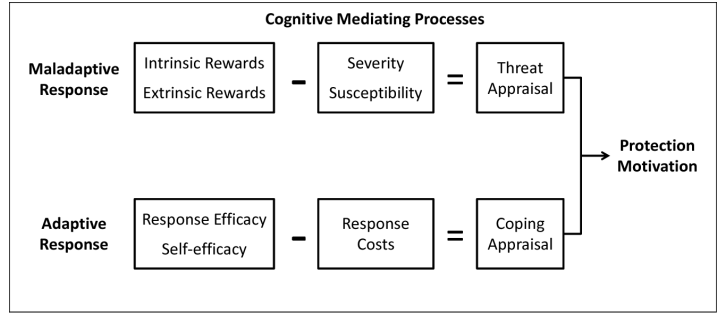 Cognitive Mediating Processes
Maladaptive
Response
Intrinsic Rewards
Extrinsic Rewards
-
Severity
Susceptibility
=
Threat
Appraisal
Protection
Motivation
Adaptive
Response
Response Efficacy
Self-efficacy
-
Response
Costs
=
Coping
Appraisal